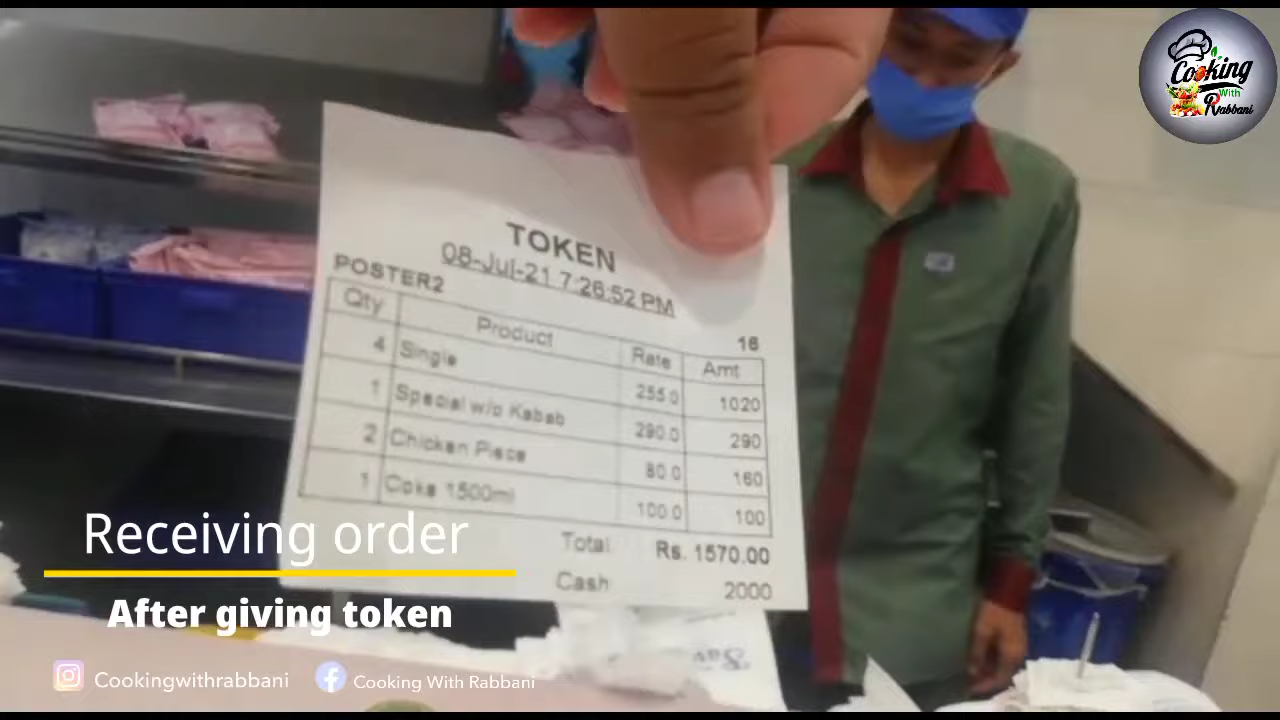 Cooking
With
Rabbani
TOKEN
08-Jul-21 7:26:52 PM
POSTER2 16
Qty Product Rate Amt
4 Single 255.0 1020
1 Special w/o Kabab 290.0 290
2 Chicken Piece 80.0 160
1 Coke 1500ml 100.0 100
Total Rs. 1570.00
Cash 2000
Receiving order
After giving token
Cookingwithrabbani Cooking With Rabbani